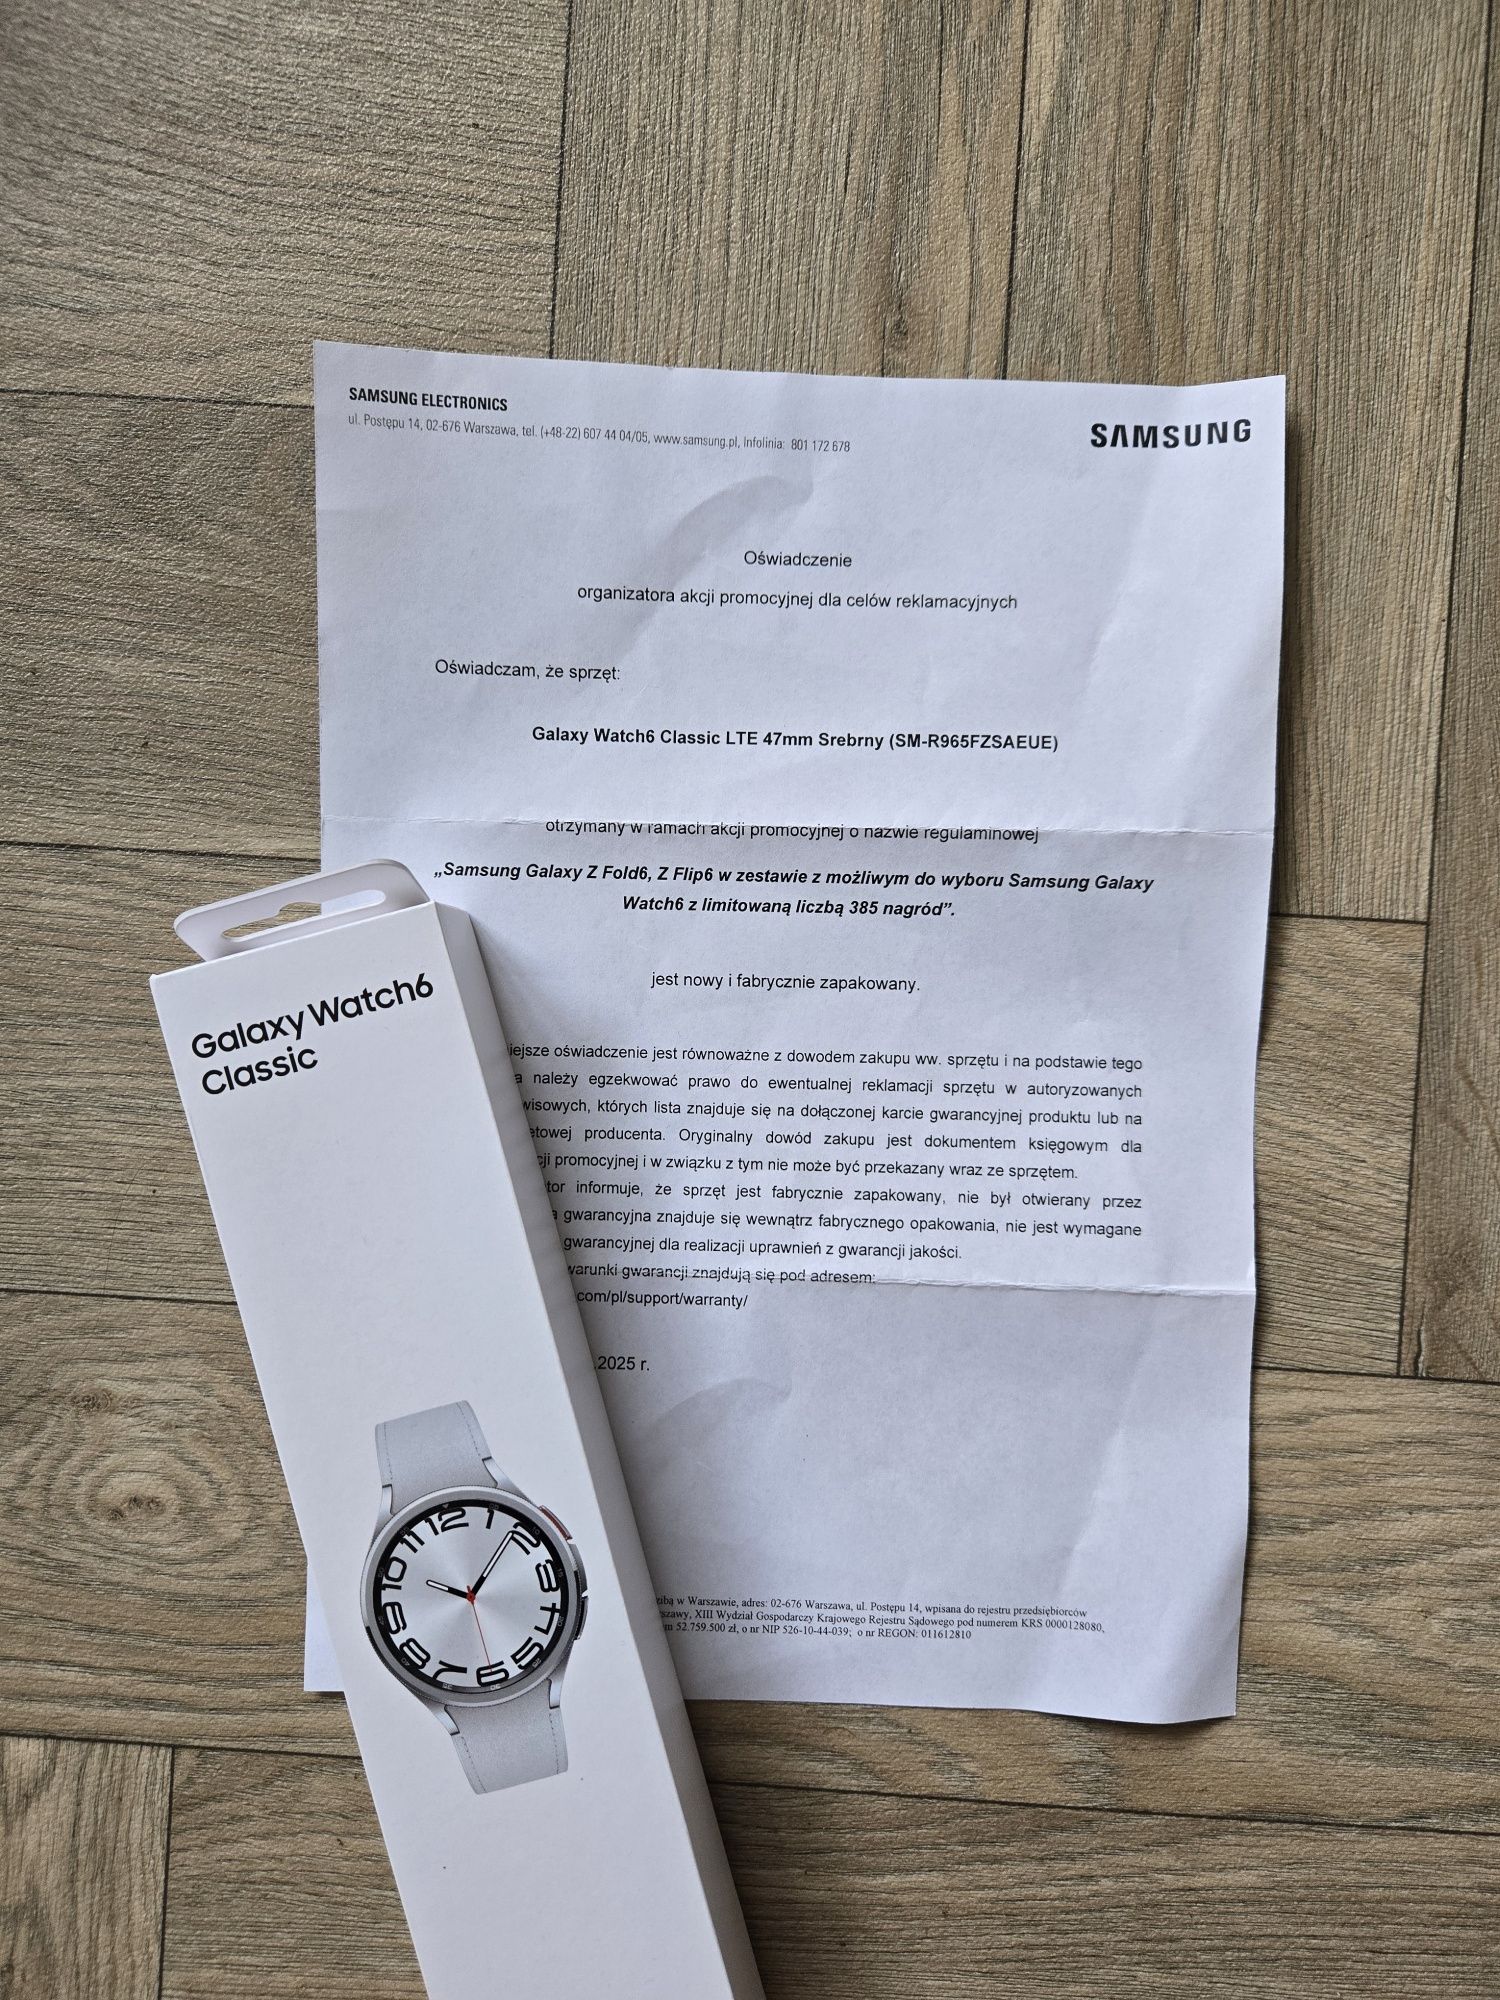 SAMSUNG ELECTRONICS
ul. Postępu 14, 02-676 Warszawa, tel. (+48-22) 607 44 04/05, www.samsung.pl, Infolinia: 801 172 678
SAMSUNG
Oświadczenie
organizatora akcji promocyjnej dla celów reklamacyjnych
Oświadczam, że sprzęt:
Galaxy Watch6 Classic LTE 47mm Srebrny (SM-R965FZSAEUE)
otrzymany w ramach akcji promocyjnej o nazwie regulaminowej
„Samsung Galaxy Z Fold6, Z Flip6 w zestawie z możliwym do wyboru Samsung Galaxy
Watch6 z limitowaną liczbą 385 nagród”.
jest nowy i fabrycznie zapakowany.
iejsze oświadczenie jest równoważne z dowodem zakupu ww. sprzętu i na podstawie tego
a należy egzekwować prawo do ewentualnej reklamacji sprzętu w autoryzowanych
wisowych, których lista znajduje się na dołączonej karcie gwarancyjnej produktu lub na
etowej producenta. Oryginalny dowód zakupu jest dokumentem księgowym dla
cji promocyjnej i w związku z tym nie może być przekazany wraz ze sprzętem.
tor informuje, że sprzęt jest fabrycznie zapakowany, nie był otwierany przez
a gwarancyjna znajduje się wewnątrz fabrycznego opakowania, nie jest wymagane
gwarancyjnej dla realizacji uprawnień z gwarancji jakości.
warunki gwarancji znajdują się pod adresem:
com/pl/support/warranty/
.2025 r.
zibą w Warszawie, adres: 02-676 Warszawa, ul. Postępu 14, wpisana do rejestru przedsiębiorców
szawy, XIII Wydział Gospodarczy Krajowego Rejestru Sądowego pod numerem KRS 0000128080,
m 52.759.500 zł, o nr NIP 526-10-44-039; o nr REGON: 011612810
Galaxy Watch6
Classic
12 1 2 3 4 5 6 7 8 9 10 11